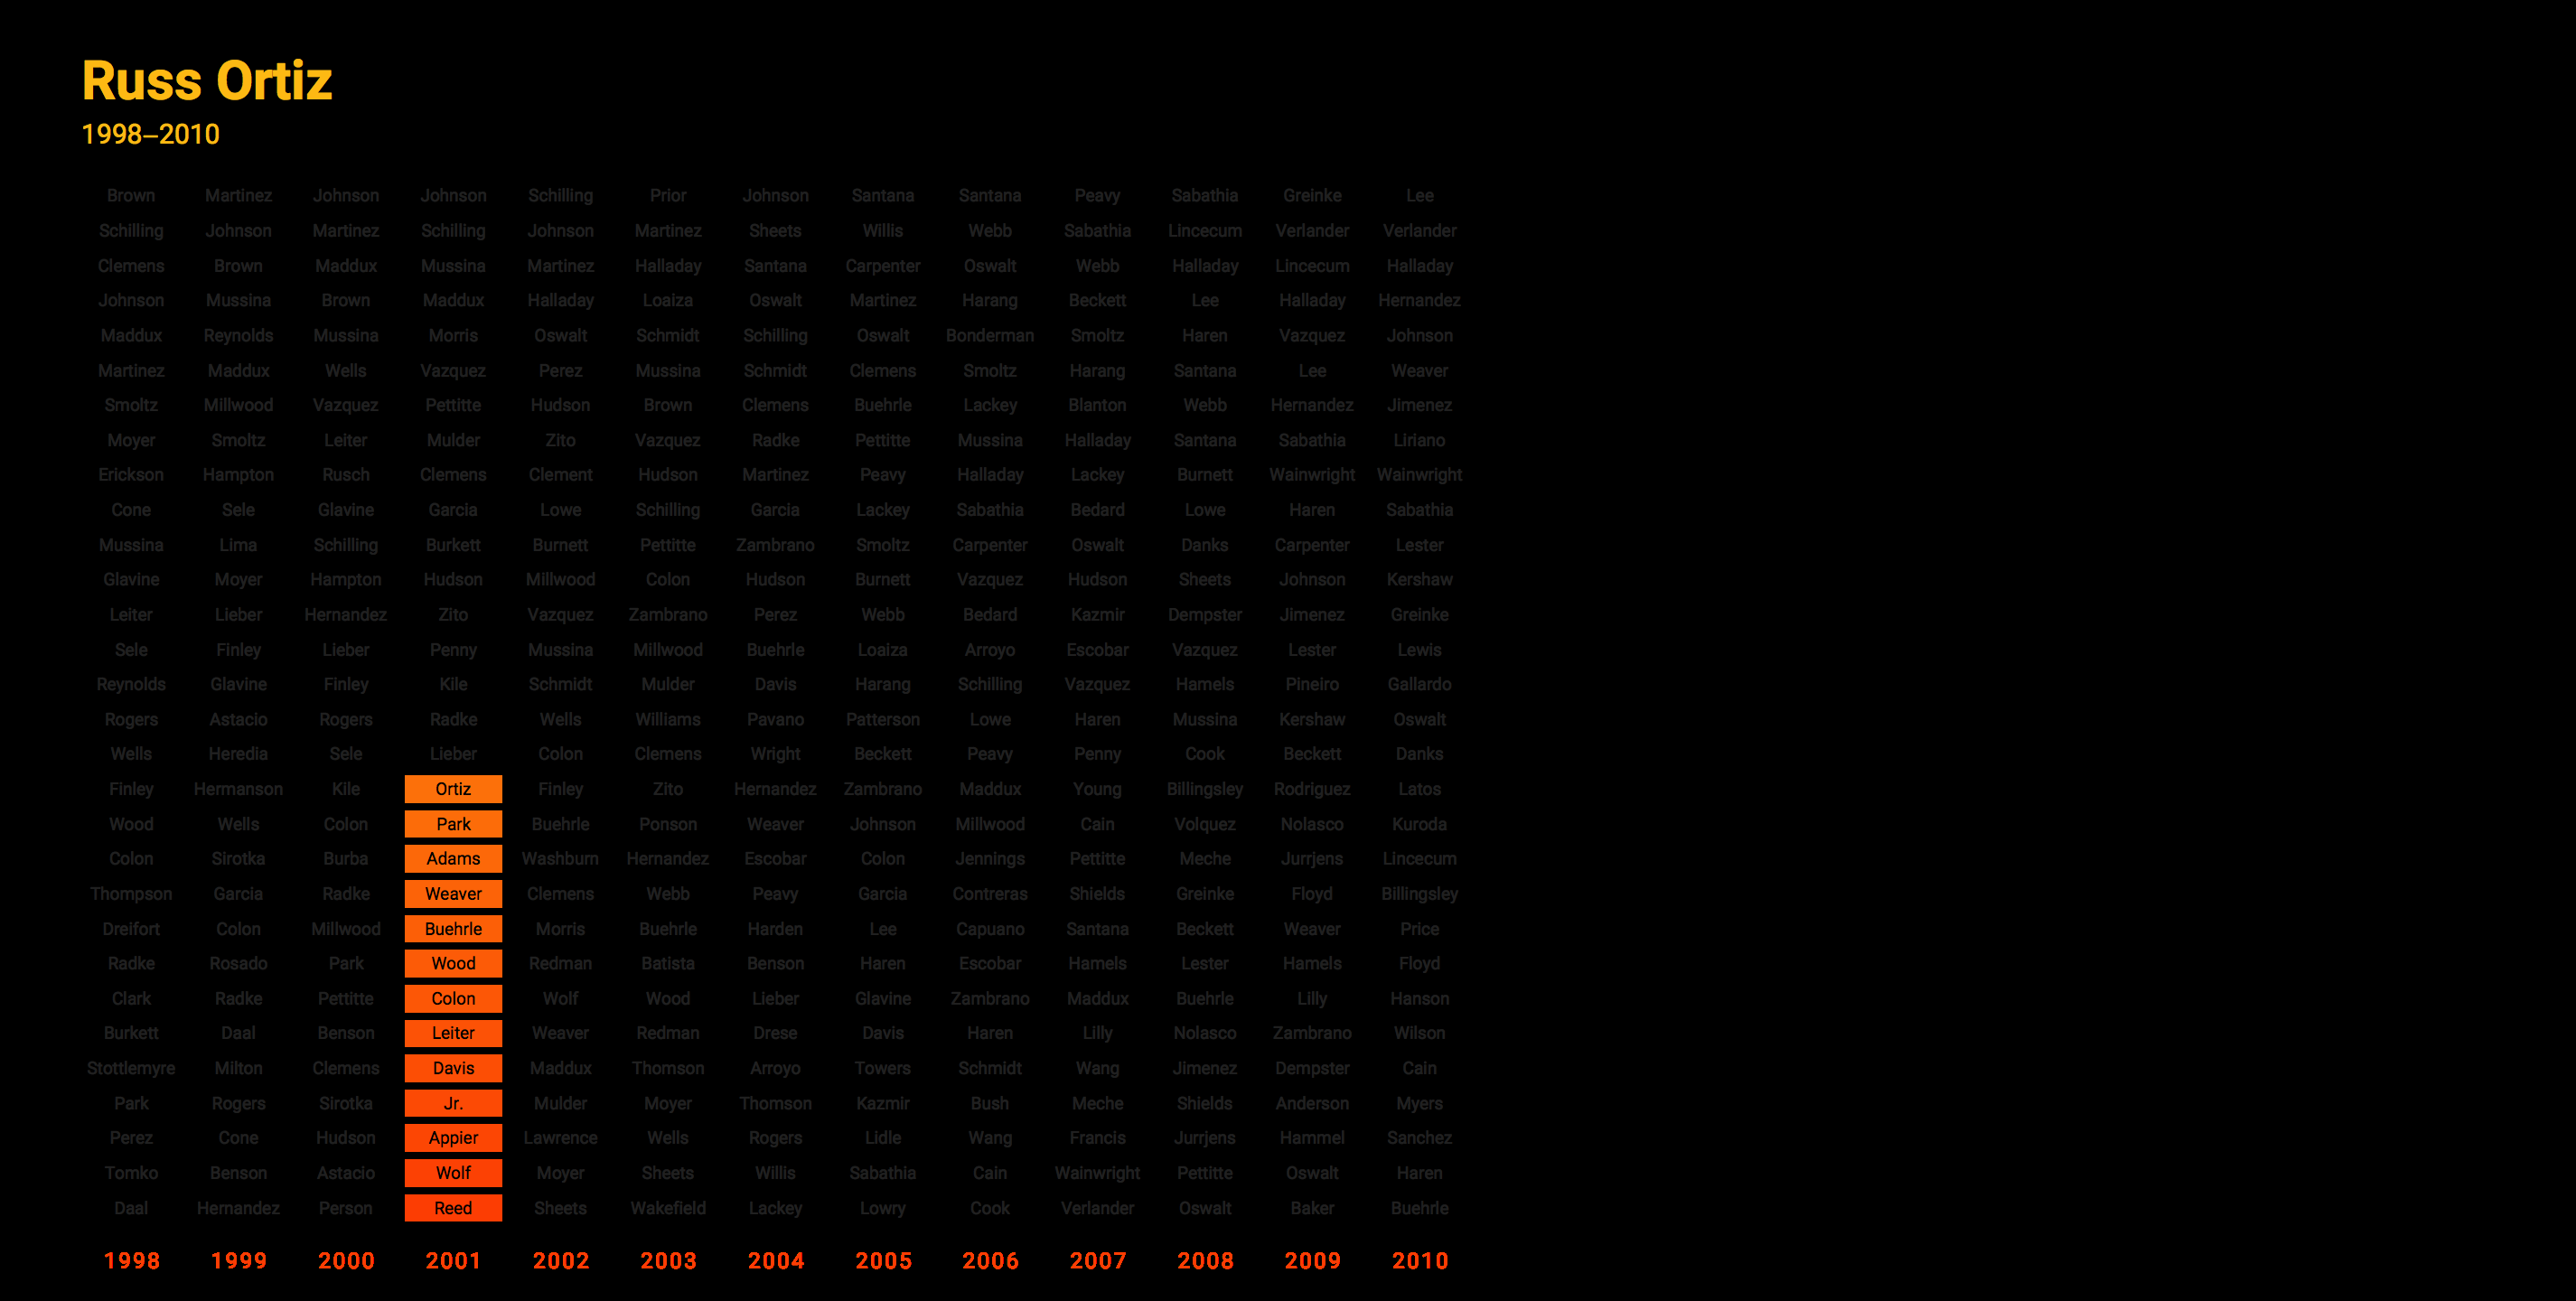 Russ Ortiz
1998–2010
Brown Martinez Johnson Johnson Schilling Prior Johnson Santana Santana Peavy Sabathia Greinke Lee
Schilling Johnson Martinez Schilling Johnson Martinez Sheets Willis Webb Sabathia Lincecum Verlander Verlander
Clemens Brown Maddux Mussina Martinez Halladay Santana Carpenter Oswalt Webb Halladay Lincecum Halladay
Johnson Mussina Brown Maddux Halladay Loaiza Oswalt Martinez Harang Beckett Lee Halladay Hernandez
Maddux Reynolds Mussina Morris Oswalt Schmidt Schilling Oswalt Bonderman Smoltz Haren Vazquez Johnson
Martinez Maddux Wells Vazquez Perez Mussina Schmidt Clemens Smoltz Harang Santana Lee Weaver
Smoltz Millwood Vazquez Pettitte Hudson Brown Clemens Buehrle Lackey Blanton Webb Hernandez Jimenez
Moyer Smoltz Leiter Mulder Zito Vazquez Radke Pettitte Mussina Halladay Santana Sabathia Liriano
Erickson Hampton Rusch Clemens Clement Hudson Martinez Peavy Halladay Lackey Burnett Wainwright Wainwright
Cone Sele Glavine Garcia Lowe Schilling Garcia Lackey Sabathia Bedard Lowe Haren Sabathia
Mussina Lima Schilling Burkett Burnett Pettitte Zambrano Smoltz Carpenter Oswalt Danks Carpenter Lester
Glavine Moyer Hampton Hudson Millwood Colon Hudson Burnett Vazquez Hudson Sheets Johnson Kershaw
Leiter Lieber Hernandez Zito Vazquez Zambrano Perez Webb Bedard Kazmir Dempster Jimenez Greinke
Sele Finley Lieber Penny Mussina Millwood Buehrle Loaiza Arroyo Escobar Vazquez Lester Lewis
Reynolds Glavine Finley Kile Schmidt Mulder Davis Harang Schilling Vazquez Hamels Pineiro Gallardo
Rogers Astacio Rogers Radke Wells Williams Pavano Patterson Lowe Haren Mussina Kershaw Oswalt
Wells Heredia Sele Lieber Colon Clemens Wright Beckett Peavy Penny Cook Beckett Danks
Finley Hermanson Kile Ortiz Finley Zito Hernandez Zambrano Maddux Young Billingsley Rodriguez Latos
Wood Wells Colon Park Buehrle Ponson Weaver Johnson Millwood Cain Volquez Nolasco Kuroda
Colon Sirotka Burba Adams Washburn Hernandez Escobar Colon Jennings Pettitte Meche Jurrjens Lincecum
Thompson Garcia Radke Weaver Clemens Webb Peavy Garcia Contreras Shields Greinke Floyd Billingsley
Dreifort Colon Millwood Buehrle Morris Buehrle Harden Lee Capuano Santana Beckett Weaver Price
Radke Rosado Park Wood Redman Batista Benson Haren Escobar Hamels Lester Hamels Floyd
Clark Radke Pettitte Colon Wolf Wood Lieber Glavine Zambrano Maddux Buehrle Lilly Hanson
Burkett Daal Benson Leiter Weaver Redman Drese Davis Haren Lilly Nolasco Zambrano Wilson
Stottlemyre Milton Clemens Davis Maddux Thomson Arroyo Towers Schmidt Wang Jimenez Dempster Cain
Park Rogers Sirotka Jr. Mulder Moyer Thomson Kazmir Bush Meche Shields Anderson Myers
Perez Cone Hudson Appier Lawrence Wells Rogers Lidle Wang Francis Jurrjens Hammel Sanchez
Tomko Benson Astacio Wolf Moyer Sheets Willis Sabathia Cain Wainwright Pettitte Oswalt Haren
Daal Hernandez Person Reed Sheets Wakefield Lackey Lowry Cook Verlander Oswalt Baker Buehrle
1998 1999 2000 2001 2002 2003 2004 2005 2006 2007 2008 2009 2010